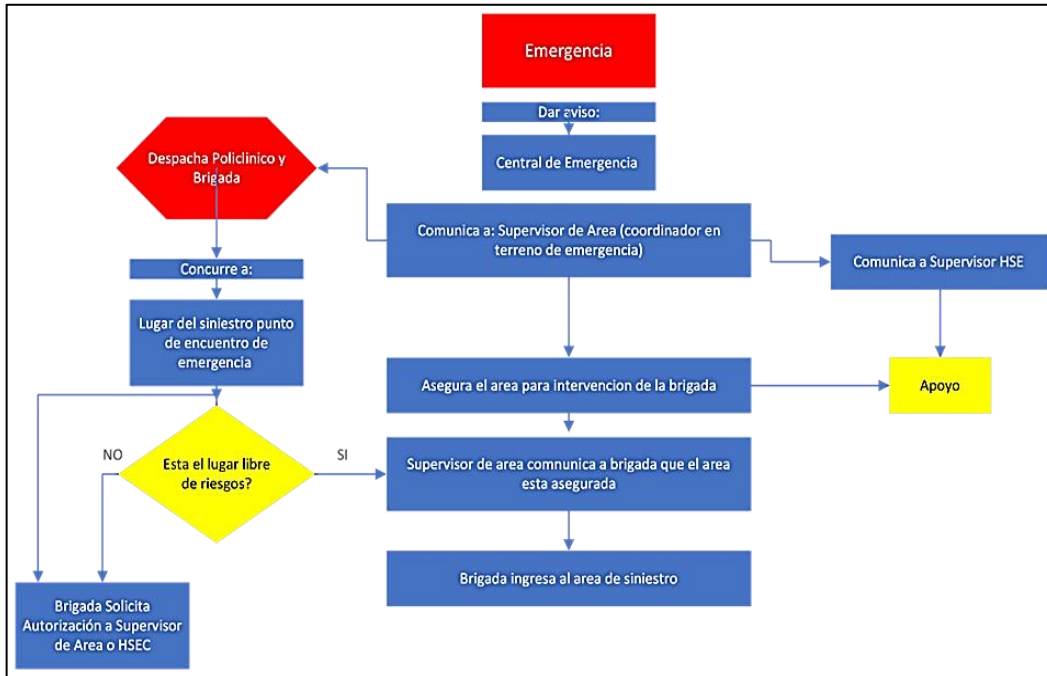 Emergencia
Dar aviso:
Central de Emergencia
Despacha Policlínico y
Brigada
Comunica a: Supervisor de Area (coordinador en
terreno de emergencia)
Comunica a Supervisor HSE
Concurre a:
Lugar del siniestro punto
de encuentro de
emergencia
Asegura el area para intervencion de la brigada
Apoyo
NO
Esta el lugar libre
de riesgos?
SI
Supervisor de area comnunica a brigada que el area
esta asegurada
Brigada ingresa al area de siniestro
Brigada Solicita
Autorización a Supervisor
de Area o HSEC